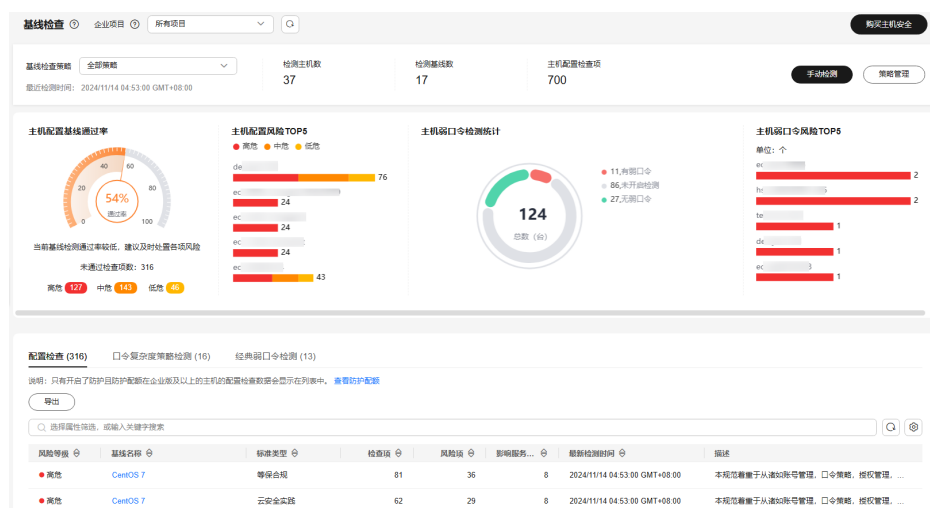 基线检查 企业项目 所有项目 购买主机安全
基线检查策略 全部策略
最近检测时间: 2024/11/14 04:53:00 GMT+08:00
检测主机数
37
检测基线数
17
主机配置检查项
700
手动检测 策略管理
主机配置基线通过率
0 20 40 60 80 100
54%
通过率
当前基线检测通过率较低，建议及时处置各项风险
未通过检查项数: 316
高危 127 中危 143 低危 46
主机配置风险TOP5
高危 中危 低危
de
76
ec
24
ec
24
ec
24
ec
43
主机弱口令检测统计
124
总数 (台)
11,有弱口令
86,未开启检测
27,无弱口令
主机弱口令风险TOP5
单位: 个
ec
2
2
te
1
1
1
配置检查 (316) 口令复杂度策略检测 (16) 经典弱口令检测 (13)
说明: 只有开启了防护且防护配额在企业版及以上的主机的配置检查数据会显示在列表中。 查看防护配额
导出
选择属性筛选，或输入关键字搜索
风险等级 基线名称 标准类型 检查项 风险项 影响服务... 最新检测时间 描述
高危 CentOS 7 等保合规 81 36 8 2024/11/14 04:53:00 GMT+08:00 本规范着重于从诸如账号管理，口令策略，授权管理，...
高危 CentOS 7 云安全实践 62 29 8 2024/11/14 04:53:00 GMT+08:00 本规范着重于从诸如账号管理，口令策略，授权管理，...